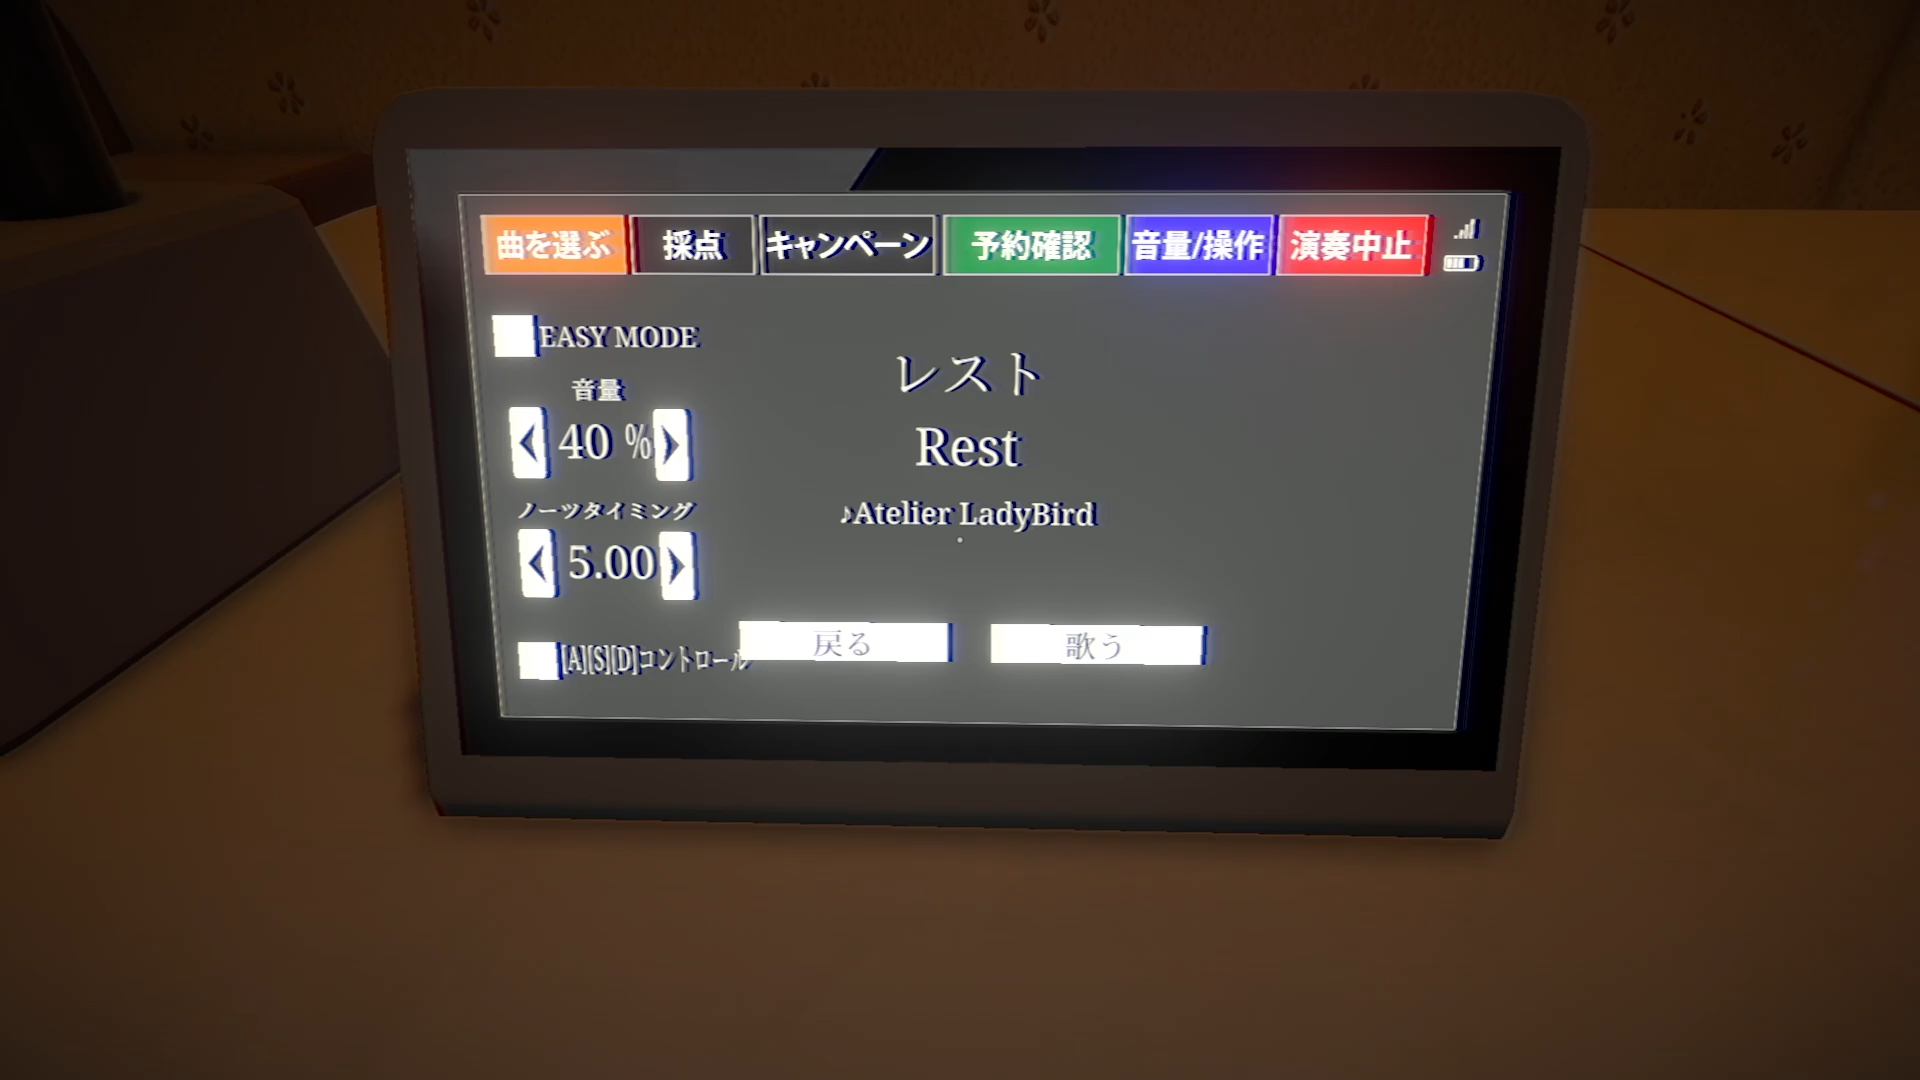 曲を選ぶ 採点 キャンペーン 予約確認 音量/操作 演奏中止
EASY MODE
音量
40 %
ノーツタイミング
5.00
[A][S][D]コントロール
レスト
Rest
♪Atelier LadyBird
戻る 歌う